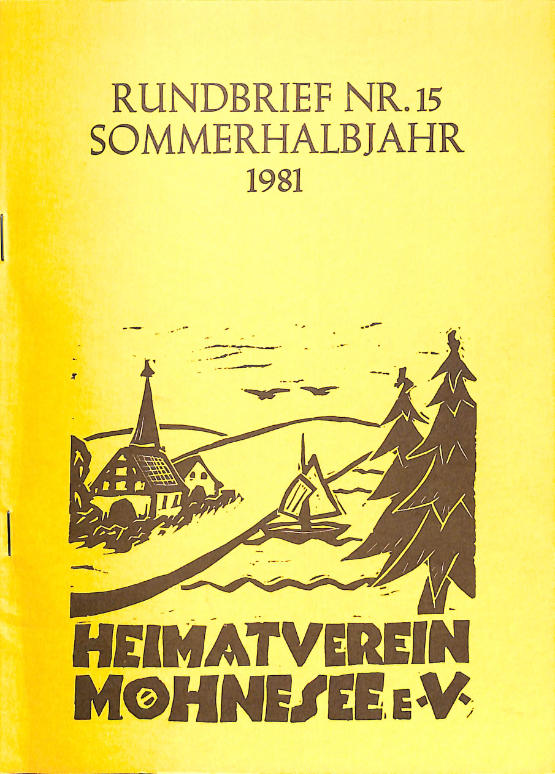 RUNDBRIEF NR. 15
SOMMERHALBJAHR
1981
HEIMATVEREIN
MÖHNESEE E.V.